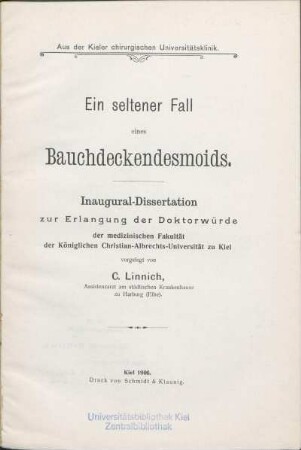 Aus der Kieler chirurgischen Universitätsklinik.
Ein seltener Fall
eines
Bauchdeckendesmoids.
Inaugural-Dissertation
zur Erlangung der Doktorwürde
der medizinischen Fakultät
der Königlichen Christian-Albrechts-Universität zu Kiel
vorgelegt von
C. Linnich,
Assistenzarzt am städtischen Krankenhause
zu Harburg (Elbe).
Kiel 1906.
Druck von Schmidt & Klaunig.
Universitätsbibliothek Kiel
Zentralbibliothek